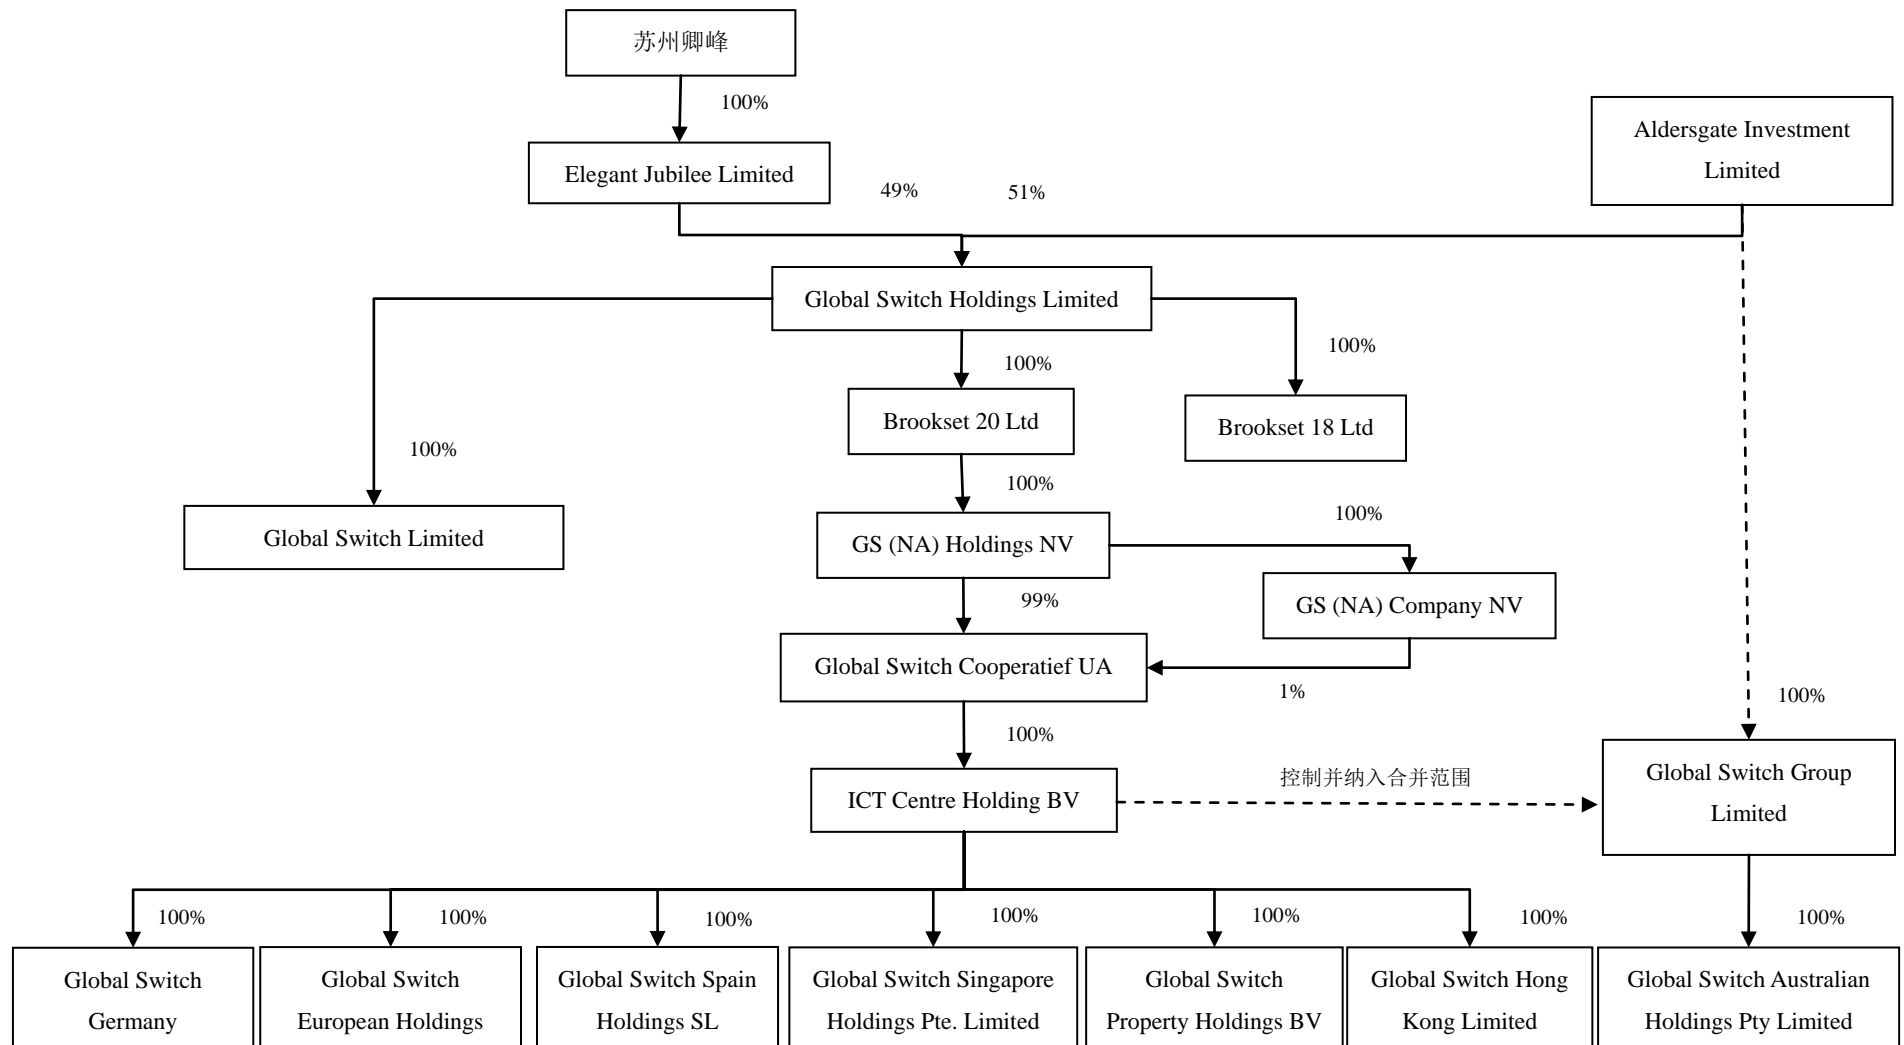 苏州卿峰
100%
Aldersgate Investment
Limited
Elegant Jubilee Limited
49%
51%
Global Switch Holdings Limited
100%
100%
Brookset 20 Ltd
Brookset 18 Ltd
100%
100%
Global Switch Limited
GS (NA) Holdings NV
100%
99%
GS (NA) Company NV
Global Switch Cooperatief UA
1%
100%
100%
ICT Centre Holding BV
控制并纳入合并范围
Global Switch Group
Limited
100%
100%
100%
100%
100%
100%
100%
Global Switch
Germany
Global Switch
European Holdings
Global Switch Spain
Holdings SL
Global Switch Singapore
Holdings Pte. Limited
Global Switch
Property Holdings BV
Global Switch Hong
Kong Limited
Global Switch Australian
Holdings Pty Limited